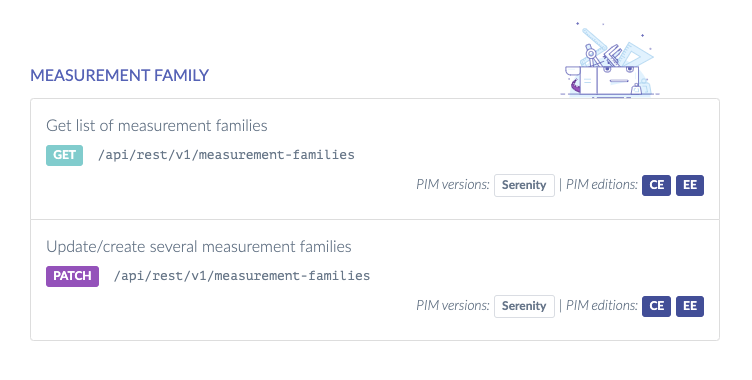 MEASUREMENT FAMILY
Get list of measurement families
GET /api/rest/v1/measurement-families
PIM versions: Serenity | PIM editions: CE EE
Update/create several measurement families
PATCH /api/rest/v1/measurement-families
PIM versions: Serenity | PIM editions: CE EE